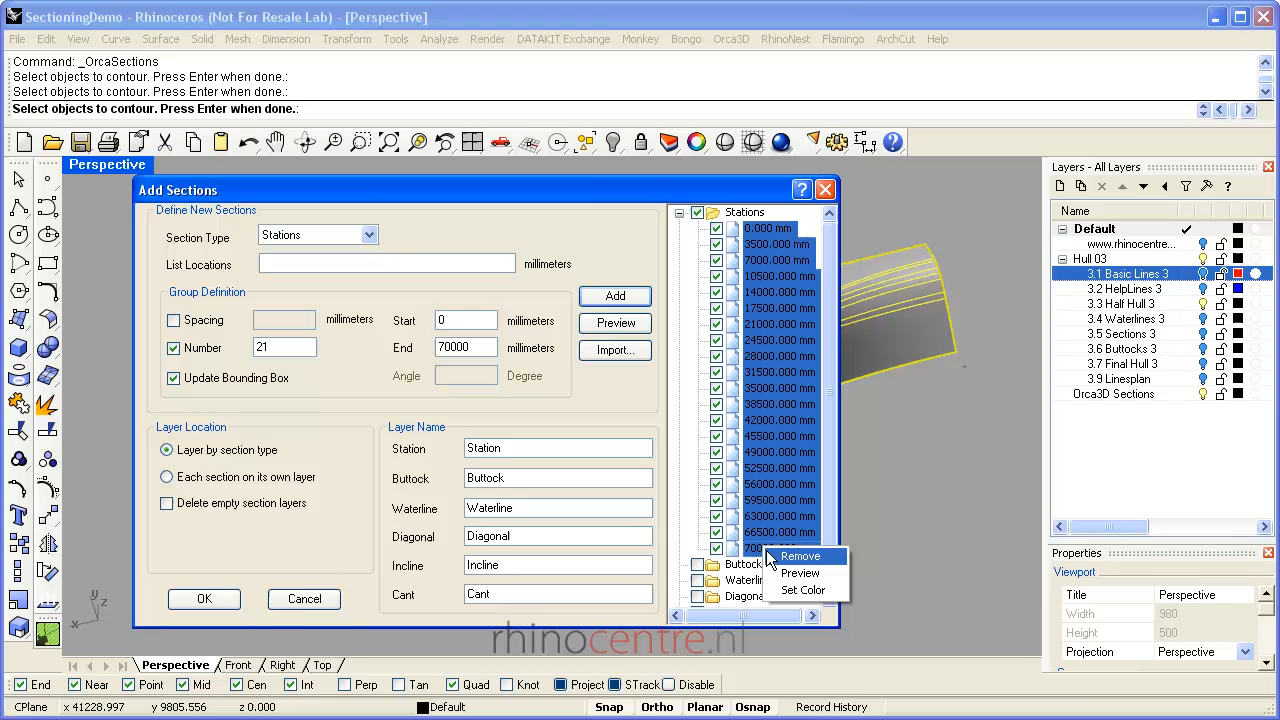 SectioningDemo - Rhinoceros (Not For Resale Lab) - [Perspective]
File Edit View Curve Surface Solid Mesh Dimension Transform Tools Analyze Render DATAKIT Exchange Monkey Bongo Orca3D RhinoNest Flamingo ArchCut Help
Command: _OrcaSections
Select objects to contour. Press Enter when done.:
Select objects to contour. Press Enter when done.:
Select objects to contour. Press Enter when done.:
Perspective
Add Sections
Define New Sections
Section Type Stations
List Locations millimeters
Group Definition
Spacing millimeters Start 0 millimeters
Number 21 End 70000 millimeters
Update Bounding Box Angle Degree
Add
Preview
Import...
Layer Location
Layer by section type
Each section on its own layer
Delete empty section layers
Layer Name
Station Station
Buttock Buttock
Waterline Waterline
Diagonal Diagonal
Incline Incline
Cant Cant
OK Cancel
Stations
0.000 mm
3500.000 mm
7000.000 mm
10500.000 mm
14000.000 mm
17500.000 mm
21000.000 mm
24500.000 mm
28000.000 mm
31500.000 mm
35000.000 mm
38500.000 mm
42000.000 mm
45500.000 mm
49000.000 mm
52500.000 mm
56000.000 mm
59500.000 mm
63000.000 mm
66500.000 mm
700
Buttock
Waterlin
Diagona
Remove
Preview
Set Color
Layers - All Layers
Name
Default
www.rhinocentre...
Hull 03
3.1 Basic Lines 3
3.2 HelpLines 3
3.3 Half Hull 3
3.4 Waterlines 3
3.5 Sections 3
3.6 Buttocks 3
3.7 Final Hull 3
3.9 Linesplan
Orca3D Sections
Properties
Viewport
Title Perspective
Width 980
Height 500
Projection Perspective
z
y
x
rhinocentre.nl
Perspective Front Right Top
End Near Point Mid Cen Int Perp Tan Quad Knot Project STrack Disable
CPlane x 41228.997 y 9805.556 z 0.000 Default Snap Ortho Planar Osnap Record History